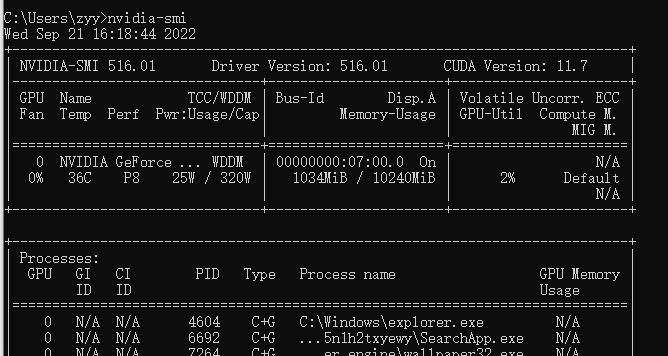 C:\Users\zyy>nvidia-smi
Wed Sep 21 16:18:44 2022
NVIDIA-SMI 516.01 Driver Version: 516.01 CUDA Version: 11.7
GPU Name TCC/WDDM | Bus-Id Disp.A | Volatile Uncorr. ECC
Fan Temp Perf Pwr:Usage/Cap | Memory-Usage | GPU-Util Compute M.
MIG M.
0 NVIDIA GeForce ... WDDM | 00000000:07:00.0 On | N/A
0% 36C P8 25W / 320W | 1034MiB / 10240MiB | 2% Default
N/A
Processes:
GPU GI CI PID Type Process name GPU Memory
ID ID Usage
0 N/A N/A 4604 C+G C:\Windows\explorer.exe N/A
0 N/A N/A 6692 C+G ...5n1h2txyewy\SearchApp.exe N/A
0 N/A N/A 7264 C+G ...er_engine\wallpaper32.exe N/A